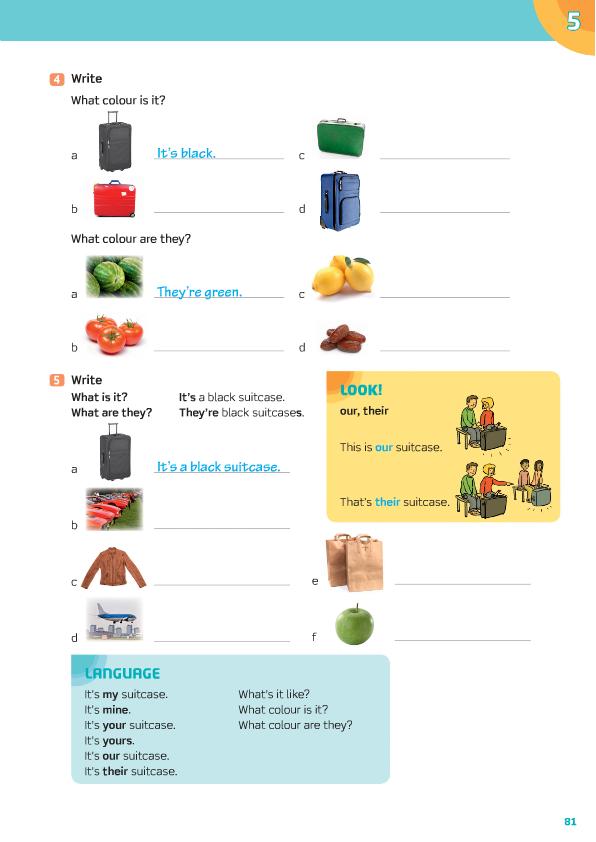 5
4 Write
What colour is it?
a It's black.
b
c
d
What colour are they?
a They're green.
b
c
d
5 Write
What is it? It's a black suitcase.
What are they? They're black suitcases.
a It's a black suitcase.
b
c
d
e
f
LOOK!
our, their
This is our suitcase.
That's their suitcase.
LANGUAGE
It's my suitcase.
It's mine.
It's your suitcase.
It's yours.
It's our suitcase.
It's their suitcase.
What's it like?
What colour is it?
What colour are they?
81